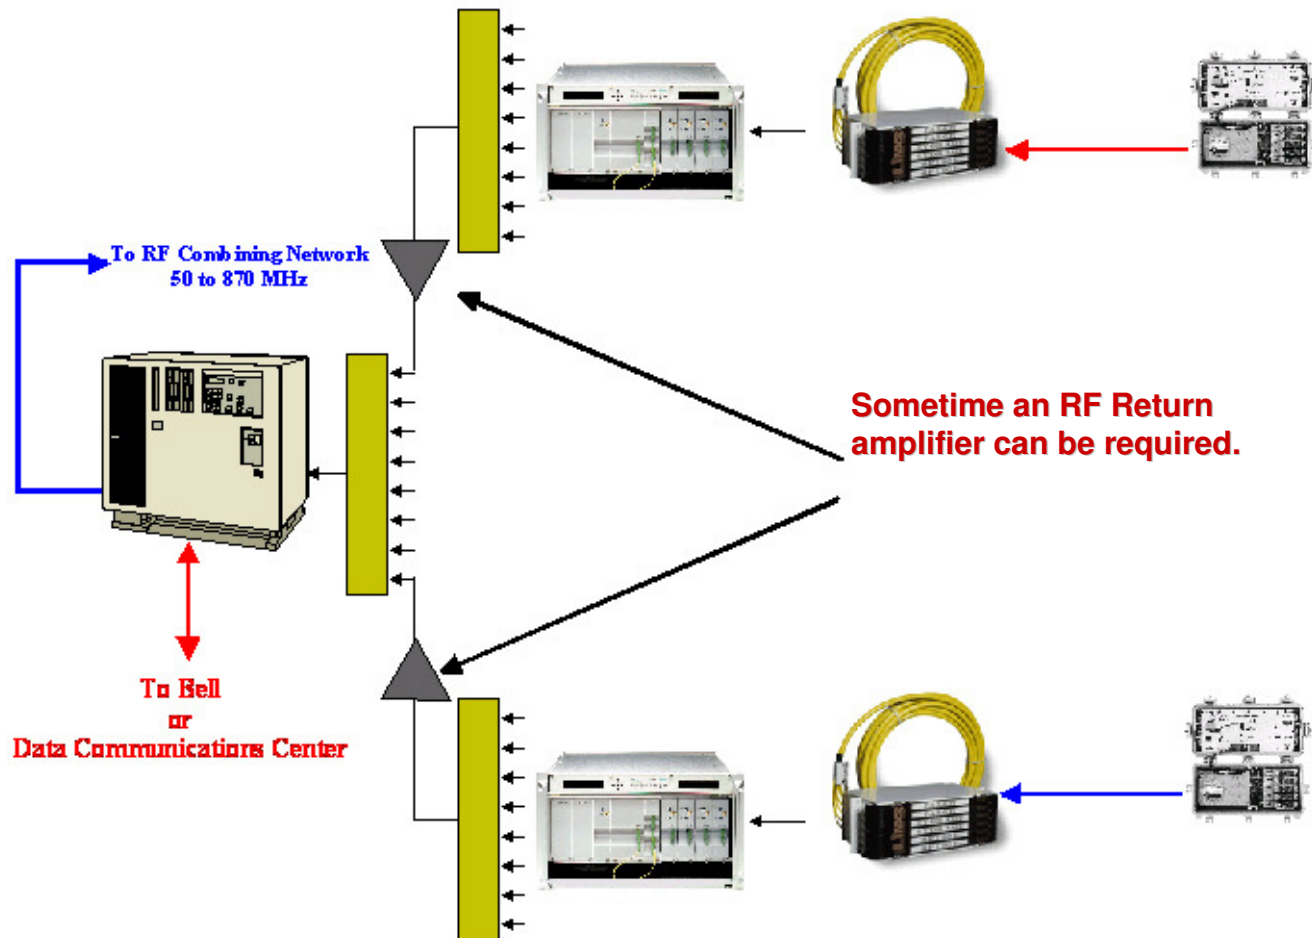 To RF Combining Network
50 to 870 MHz
Sometime an RF Return
amplifier can be required.
To Bell
or
Data Communications Center